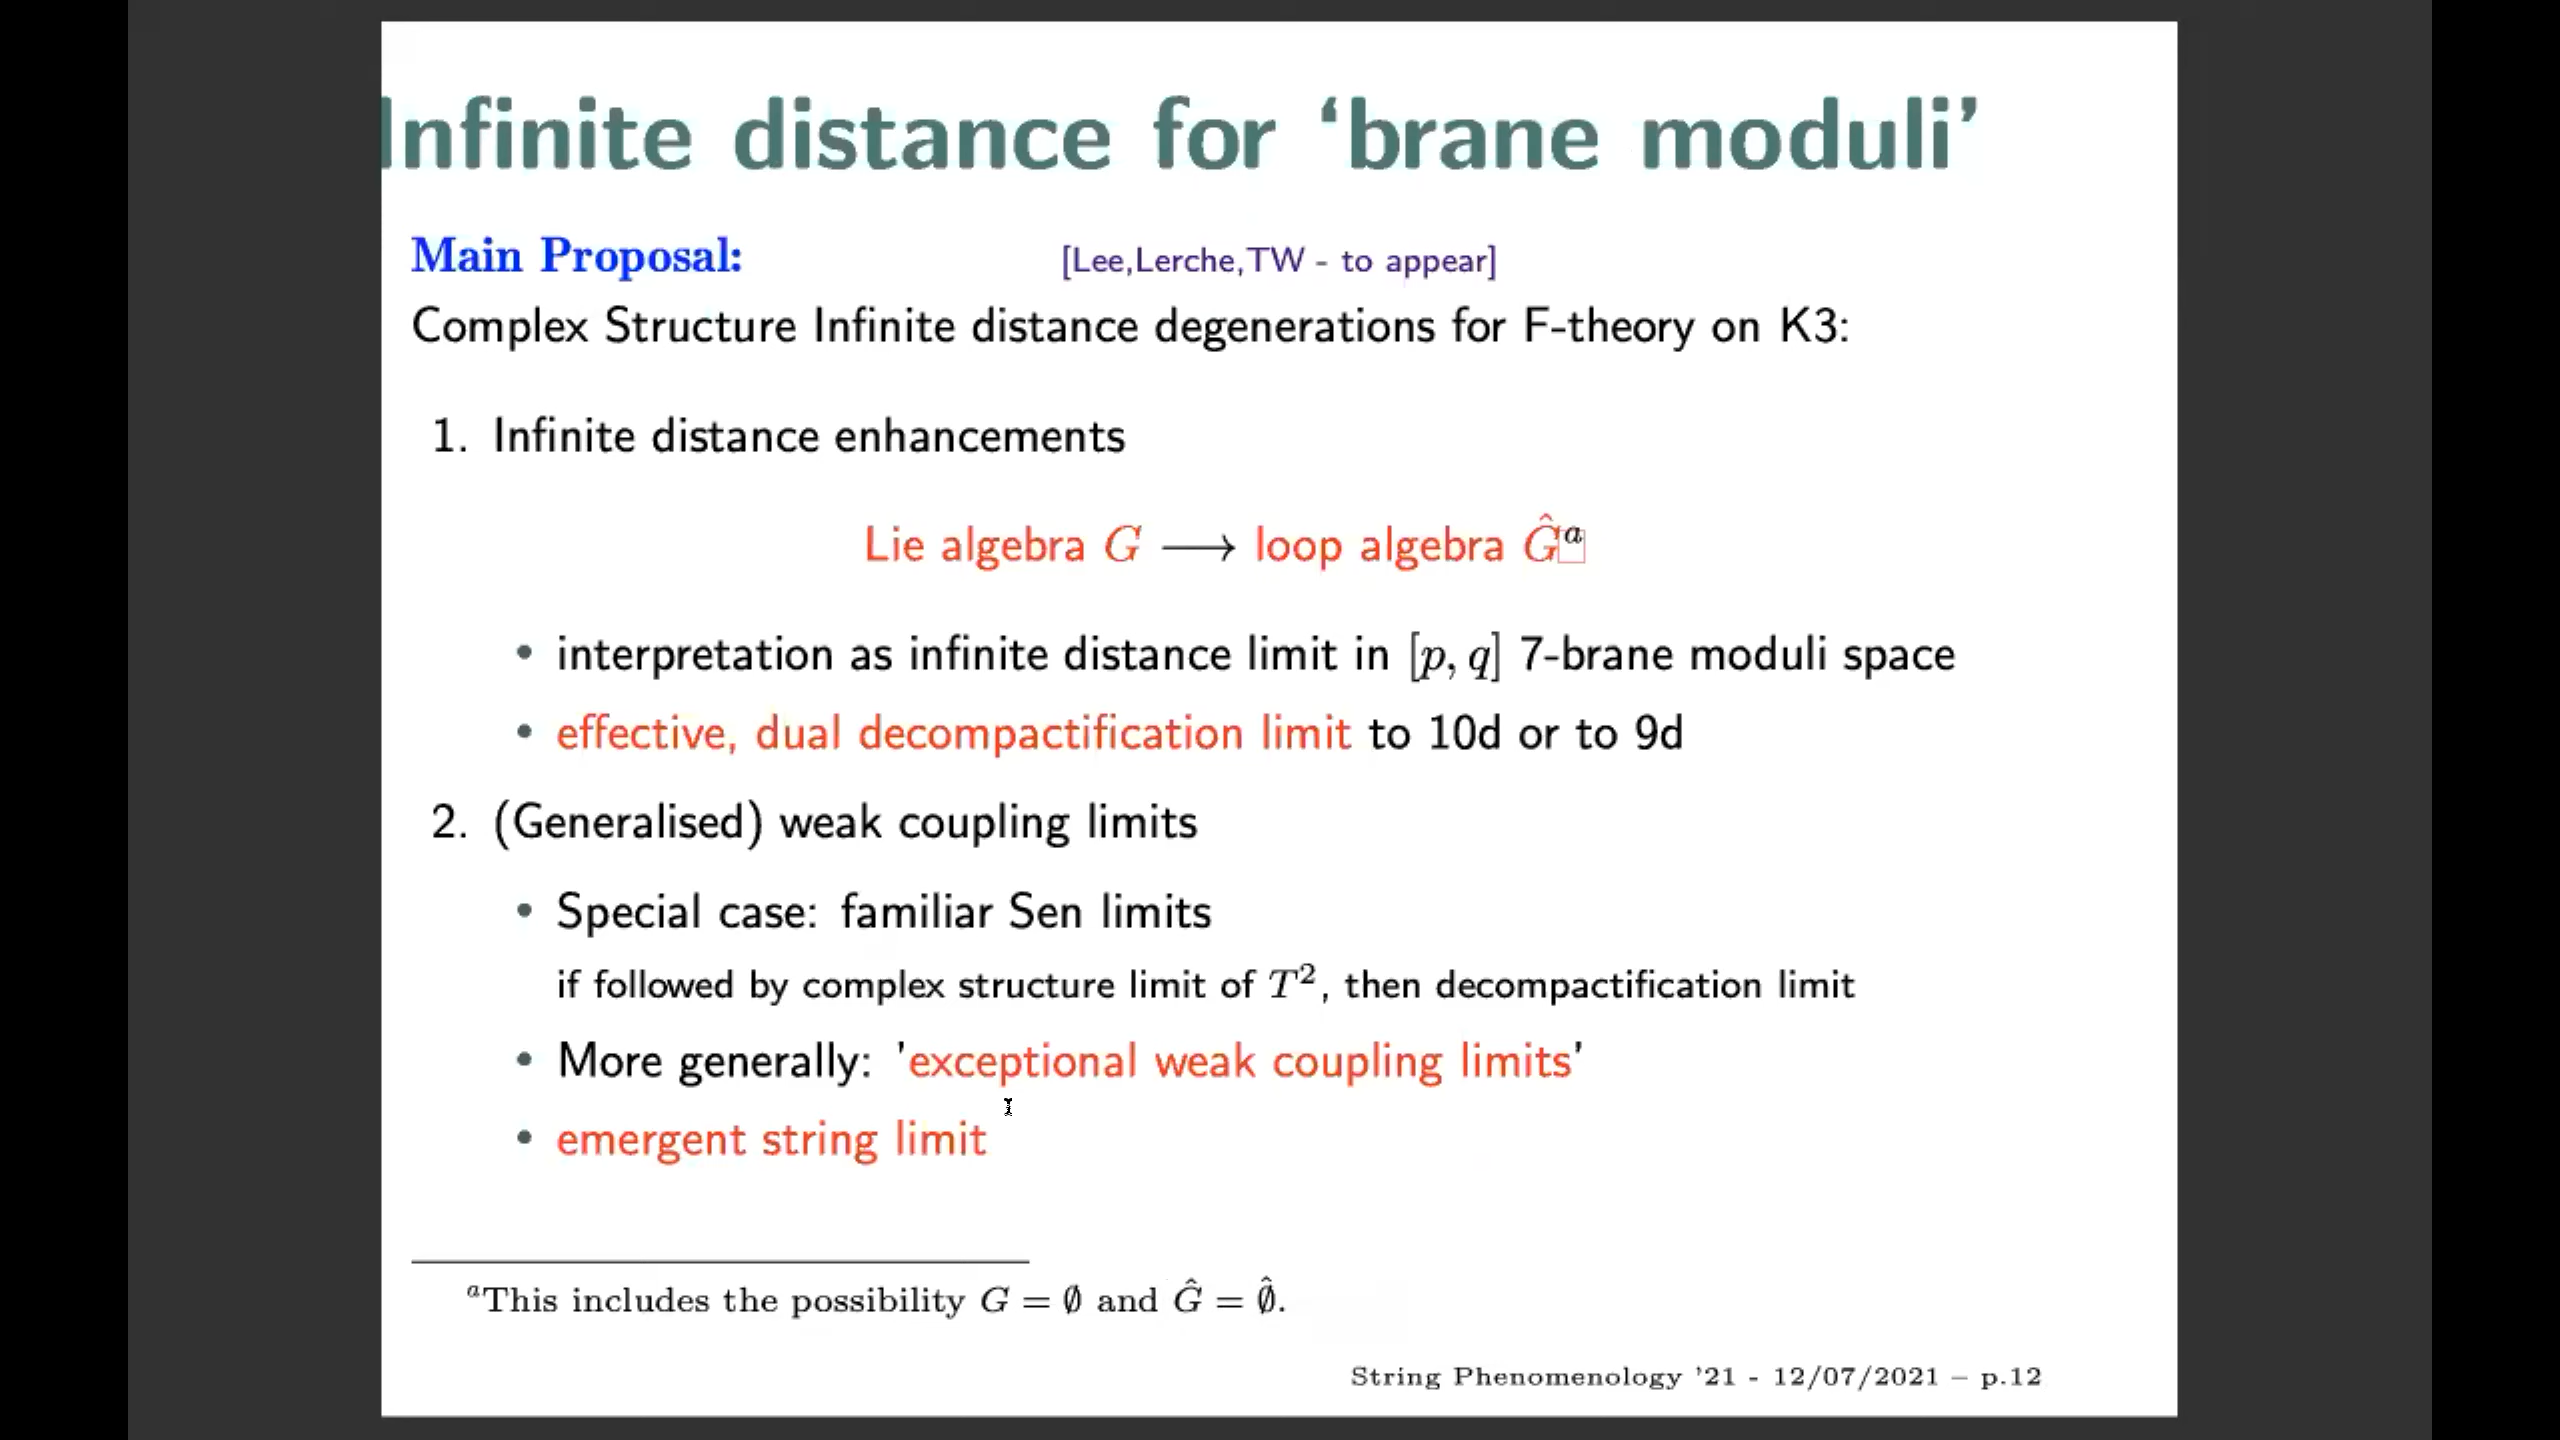 Infinite distance for ‘brane moduli’
Main Proposal: [Lee,Lerche,TW - to appear]
Complex Structure Infinite distance degenerations for F-theory on K3:
1. Infinite distance enhancements
Lie algebra G ⟶ loop algebra Ĝᵃ
• interpretation as infinite distance limit in [p, q] 7-brane moduli space
• effective, dual decompactification limit to 10d or to 9d
2. (Generalised) weak coupling limits
• Special case: familiar Sen limits
if followed by complex structure limit of T², then decompactification limit
• More generally: 'exceptional weak coupling limits'
• emergent string limit
ᵃThis includes the possibility G = ∅ and Ĝ = ∅̂.
String Phenomenology '21 - 12/07/2021 – p.12